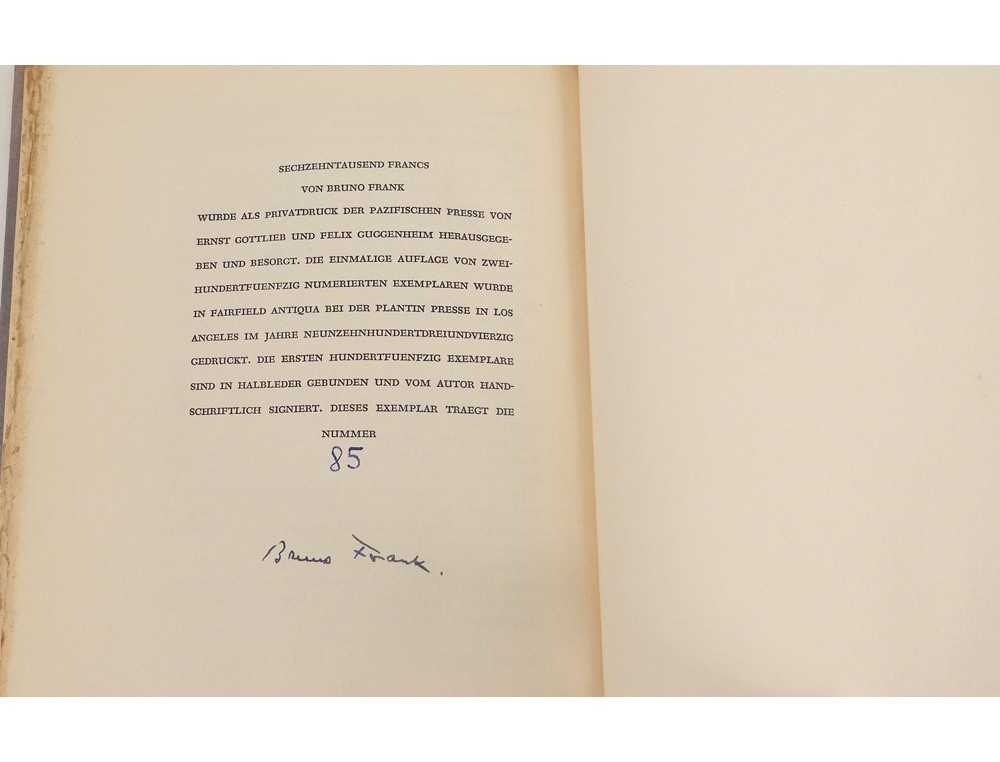 SECHZEHNTAUSEND FRANCS
VON BRUNO FRANK
WURDE ALS PRIVATDRUCK DER PAZIFISCHEN PRESSE VON
ERNST GOTTLIEB UND FELIX GUGGENHEIM HERAUSGEGE-
BEN UND BESORGT. DIE EINMALIGE AUFLAGE VON ZWEI-
HUNDERTFUENFZIG NUMERIERTEN EXEMPLAREN WURDE
IN FAIRFIELD ANTIQUA BEI DER PLANTIN PRESSE IN LOS
ANGELES IM JAHRE NEUNZEHNHUNDERTDREIUNDVIERZIG
GEDRUCKT. DIE ERSTEN HUNDERTFUENFZIG EXEMPLARE
SIND IN HALBLEDER GEBUNDEN UND VOM AUTOR HAND-
SCHRIFTLICH SIGNIERT. DIESES EXEMPLAR TRAEGT DIE
NUMMER
85
Bruno Frank.